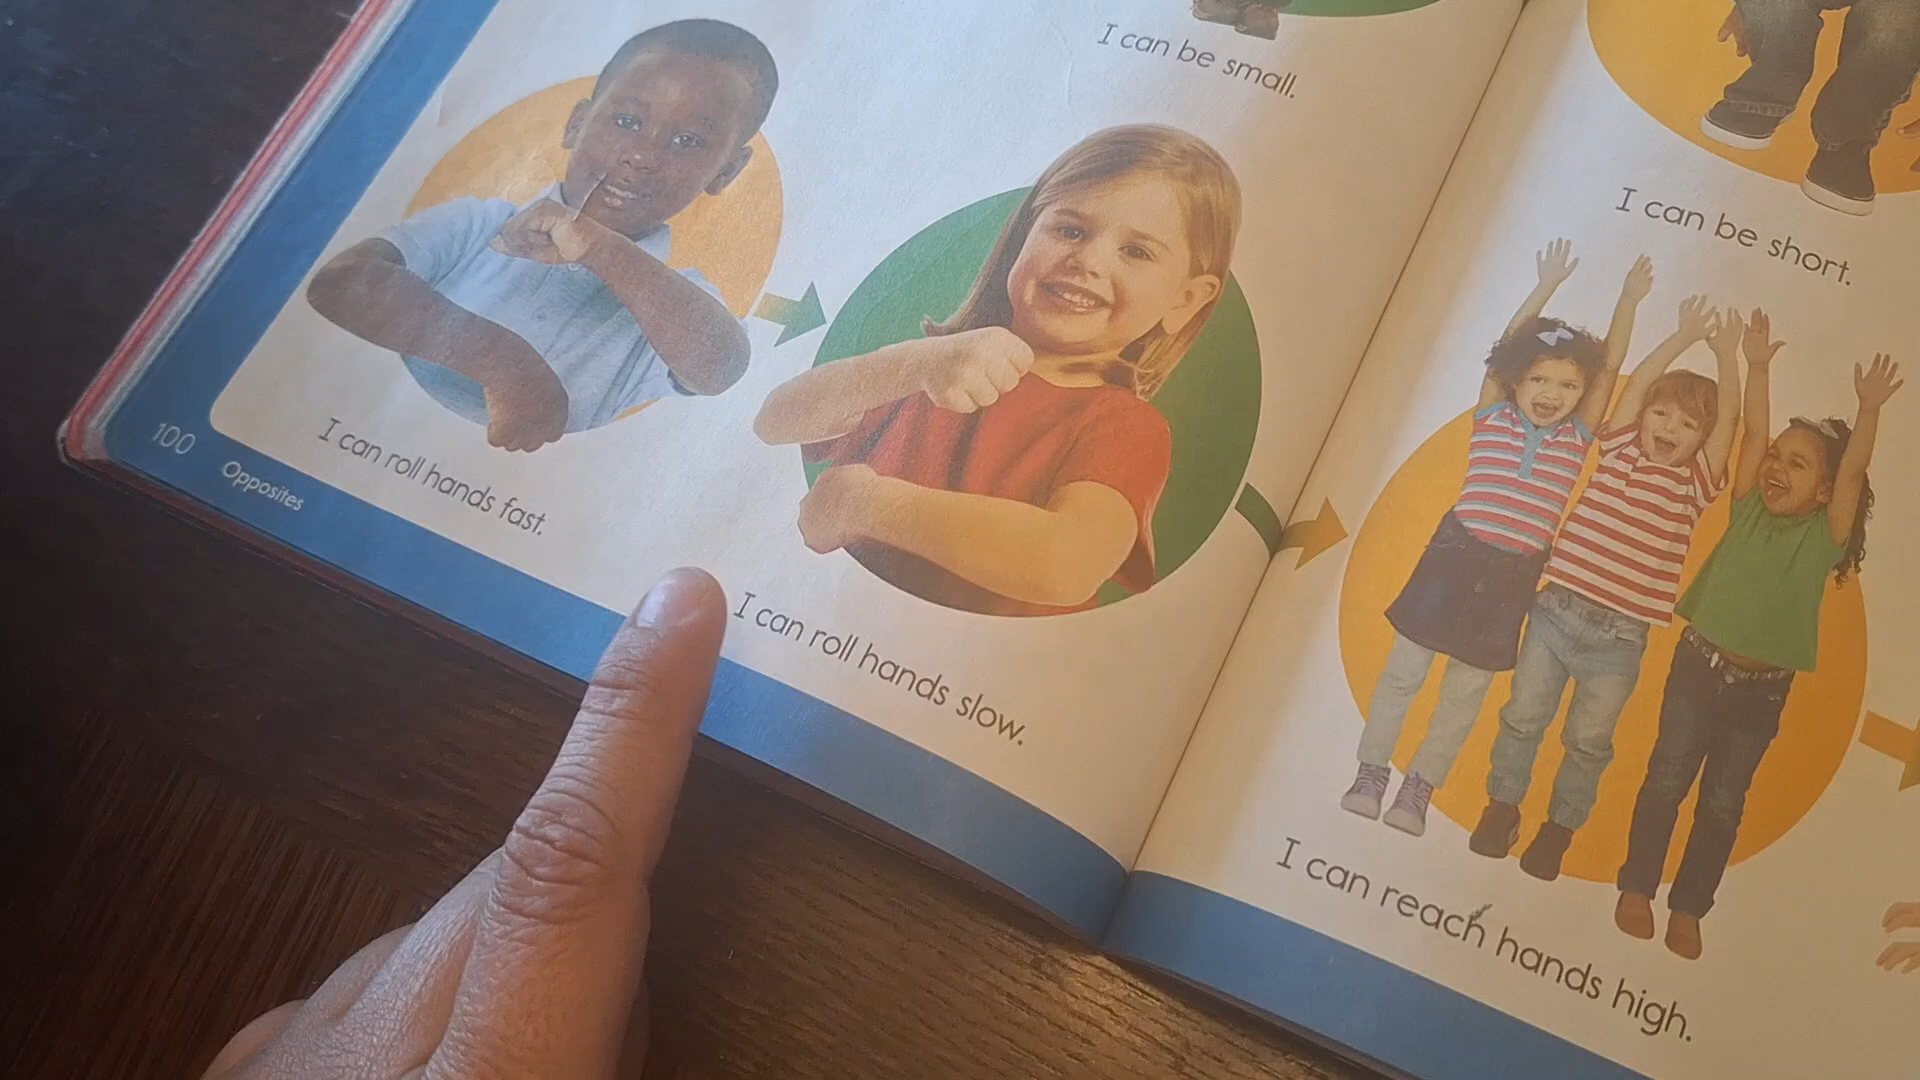 I can be small.
I can roll hands fast.
I can roll hands slow.
100
Opposites
I can be short.
I can reach hands high.